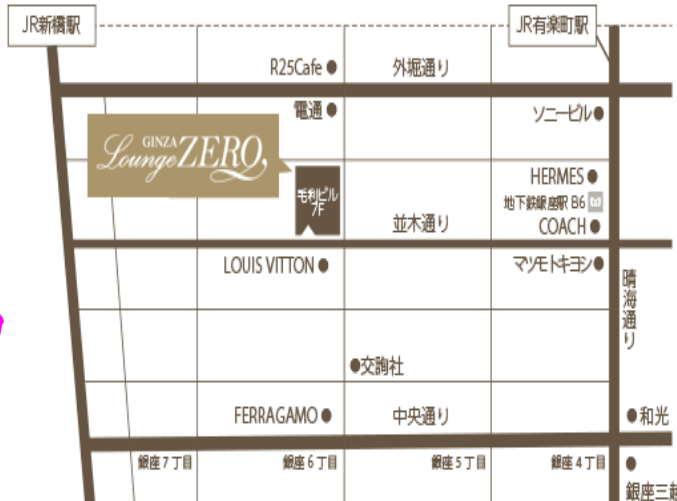 JR新橋駅
JR有楽町駅
R25Cafe
外堀通り
電通
ソニービル
GINZA
Lounge ZERO,
HERMES
毛利ビル
7F
地下鉄銀座駅 B6
並木通り
COACH
LOUIS VITTON
マツモトキヨシ
晴海通り
交詢社
FERRAGAMO
中央通り
和光
銀座7丁目
銀座6丁目
銀座5丁目
銀座4丁目
銀座三越